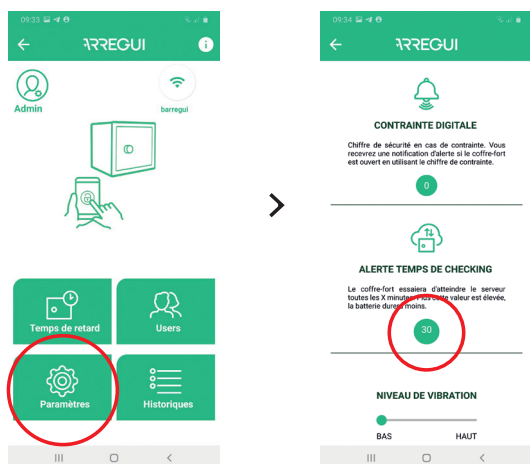 09:33
ARREGUI
Admin
barregui
Temps de retard
Users
Paramètres
Historiques
>
09:34
ARREGUI
CONTRAINTE DIGITALE
Chiffre de sécurité en cas de contrainte. Vous
recevrez une notification d'alerte si le coffre-fort
est ouvert en utilisant le chiffre de contrainte.
0
ALERTE TEMPS DE CHECKING
Le coffre-fort essaiera d'atteindre le serveur
toutes les X minutes. Plus cette valeur est élevée,
la batterie durera moins.
30
NIVEAU DE VIBRATION
BAS
HAUT